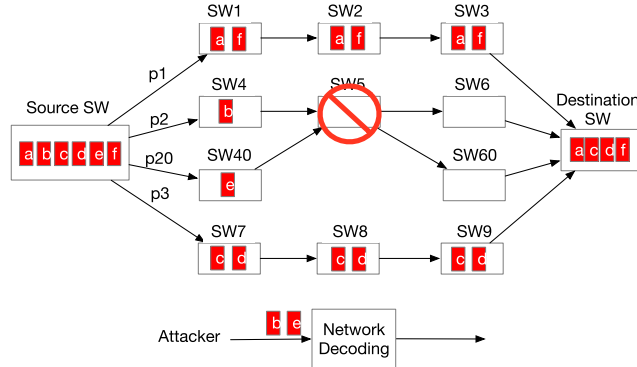 SW1 SW2 SW3
a f a f a f
p1
SW4 SW5 SW6
Source SW
Destination
SW
p2
b
a b c d e f
a c d f
p20 SW40 SW60
e
p3
SW7 SW8 SW9
c d c d c d
b e
Attacker
Network
Decoding